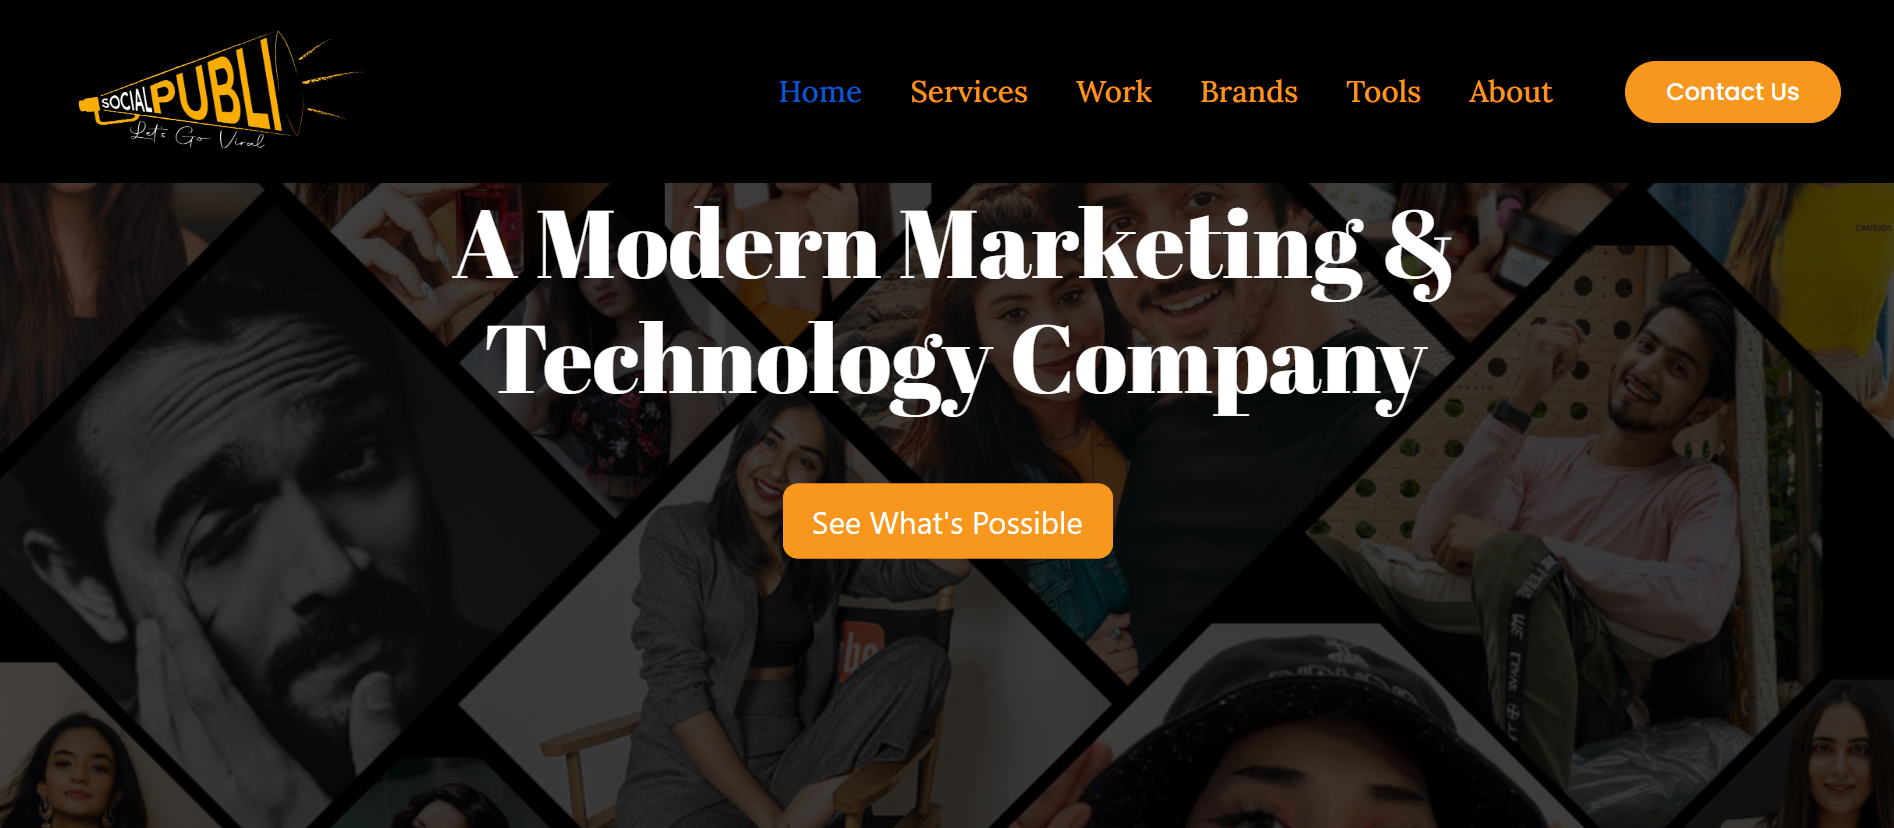 SOCIAL PUBLI
Let's Go Viral
Home Services Work Brands Tools About Contact Us
A Modern Marketing &
Technology Company
See What's Possible
CAUTION